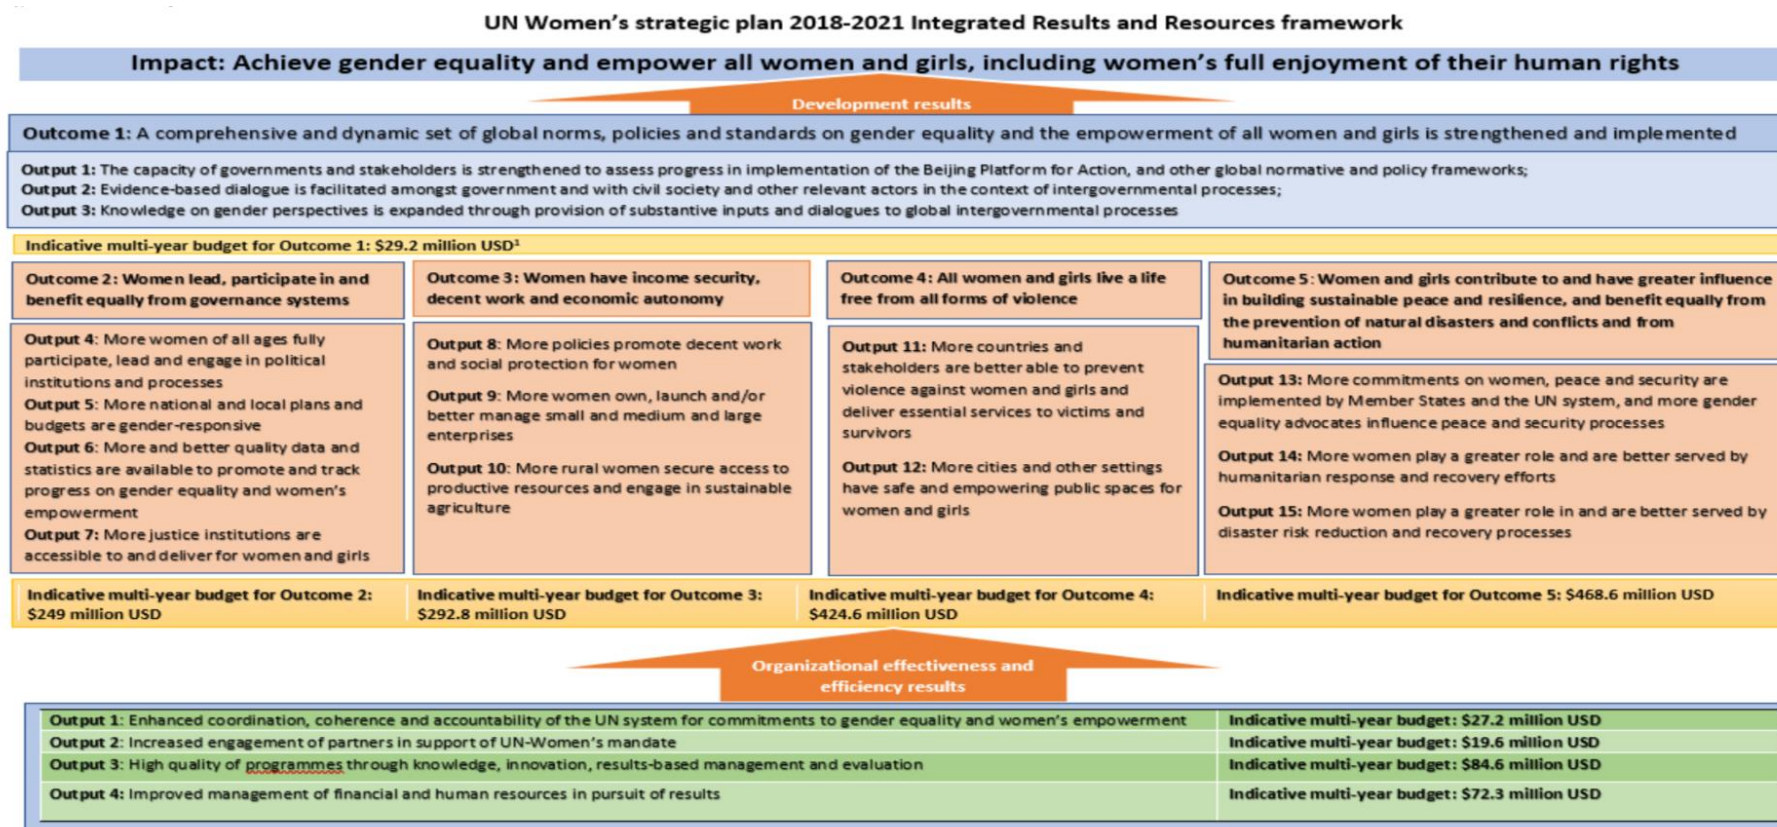 UN Women's strategic plan 2018-2021 Integrated Results and Resources framework
Impact: Achieve gender equality and empower all women and girls, including women's full enjoyment of their human rights
Development results
Outcome 1: A comprehensive and dynamic set of global norms, policies and standards on gender equality and the empowerment of all women and girls is strengthened and implemented
Output 1: The capacity of governments and stakeholders is strengthened to assess progress in implementation of the Beijing Platform for Action, and other global normative and policy frameworks;
Output 2: Evidence-based dialogue is facilitated amongst government and with civil society and other relevant actors in the context of intergovernmental processes;
Output 3: Knowledge on gender perspectives is expanded through provision of substantive inputs and dialogues to global intergovernmental processes
Indicative multi-year budget for Outcome 1: $29.2 million USD¹
Outcome 2: Women lead, participate in and
benefit equally from governance systems
Output 4: More women of all ages fully
participate, lead and engage in political
institutions and processes
Output 5: More national and local plans and
budgets are gender-responsive
Output 6: More and better quality data and
statistics are available to promote and track
progress on gender equality and women's
empowerment
Output 7: More justice institutions are
accessible to and deliver for women and girls
Outcome 3: Women have income security,
decent work and economic autonomy
Output 8: More policies promote decent work
and social protection for women
Output 9: More women own, launch and/or
better manage small and medium and large
enterprises
Output 10: More rural women secure access to
productive resources and engage in sustainable
agriculture
Outcome 4: All women and girls live a life
free from all forms of violence
Output 11: More countries and
stakeholders are better able to prevent
violence against women and girls and
deliver essential services to victims and
survivors
Output 12: More cities and other settings
have safe and empowering public spaces for
women and girls
Outcome 5: Women and girls contribute to and have greater influence
in building sustainable peace and resilience, and benefit equally from
the prevention of natural disasters and conflicts and from
humanitarian action
Output 13: More commitments on women, peace and security are
implemented by Member States and the UN system, and more gender
equality advocates influence peace and security processes
Output 14: More women play a greater role and are better served by
humanitarian response and recovery efforts
Output 15: More women play a greater role in and are better served by
disaster risk reduction and recovery processes
Indicative multi-year budget for Outcome 2:
$249 million USD
Indicative multi-year budget for Outcome 3:
$292.8 million USD
Indicative multi-year budget for Outcome 4:
$424.6 million USD
Indicative multi-year budget for Outcome 5: $468.6 million USD
Organizational effectiveness and
efficiency results
Output 1: Enhanced coordination, coherence and accountability of the UN system for commitments to gender equality and women's empowerment
Indicative multi-year budget: $27.2 million USD
Output 2: Increased engagement of partners in support of UN-Women's mandate
Indicative multi-year budget: $19.6 million USD
Output 3: High quality of programmes through knowledge, innovation, results-based management and evaluation
Indicative multi-year budget: $84.6 million USD
Output 4: Improved management of financial and human resources in pursuit of results
Indicative multi-year budget: $72.3 million USD